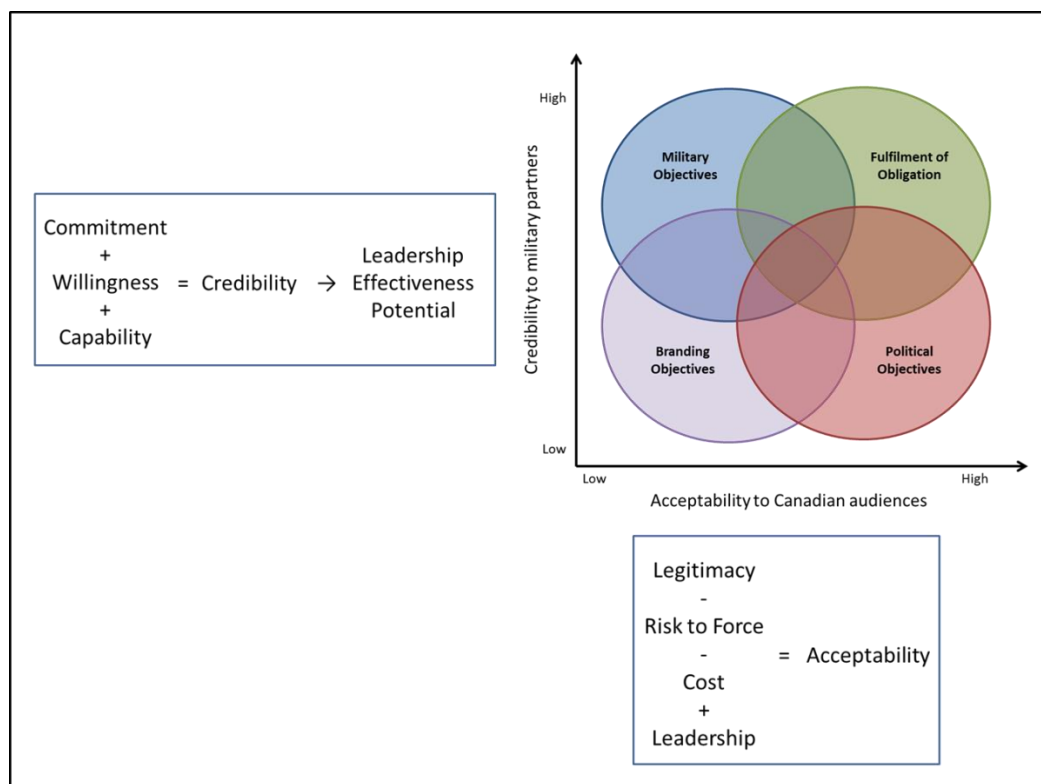 Commitment
+
Willingness = Credibility → Leadership Effectiveness Potential
+
Capability
Credibility to military partners
High
Low
Military
Objectives
Fulfilment of
Obligation
Branding
Objectives
Political
Objectives
Low
High
Acceptability to Canadian audiences
Legitimacy
-
Risk to Force
-
= Acceptability
Cost
+
Leadership